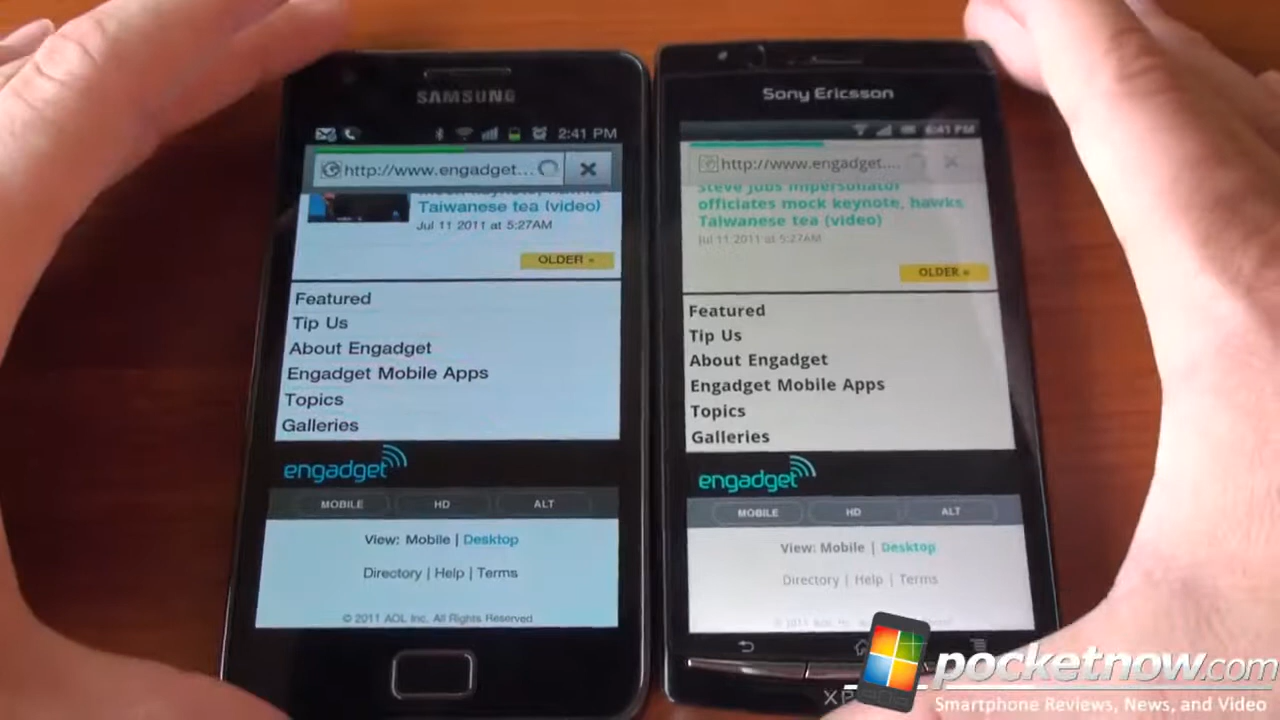 SAMSUNG
2:41 PM
http://www.engadget...
Taiwanese tea (video)
Jul 11 2011 at 5:27AM
OLDER »
Featured
Tip Us
About Engadget
Engadget Mobile Apps
Topics
Galleries
engadget
MOBILE HD ALT
View: Mobile | Desktop
Directory | Help | Terms
© 2011 AOL Inc. All Rights Reserved
Sony Ericsson
http://www.engadget....
Steve Jobs impersonator
officiates mock keynote, hawks
Taiwanese tea (video)
Jul 11 2011 at 5:27AM
OLDER »
Featured
Tip Us
About Engadget
Engadget Mobile Apps
Topics
Galleries
engadget
MOBILE HD ALT
View: Mobile | Desktop
Directory | Help | Terms
pocketnow.com
Smartphone Reviews, News, and Video